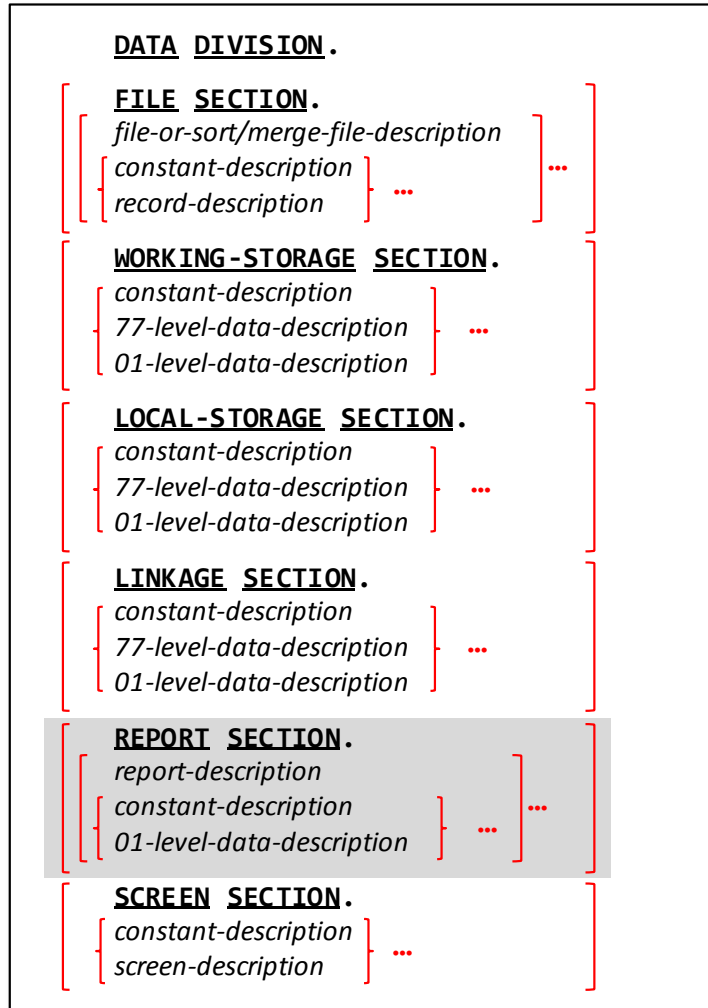 DATA DIVISION.
FILE SECTION.
file-or-sort/merge-file-description
constant-description
record-description
...
...
WORKING-STORAGE SECTION.
constant-description
77-level-data-description
01-level-data-description
...
LOCAL-STORAGE SECTION.
constant-description
77-level-data-description
01-level-data-description
...
LINKAGE SECTION.
constant-description
77-level-data-description
01-level-data-description
...
REPORT SECTION.
report-description
constant-description
01-level-data-description
...
...
SCREEN SECTION.
constant-description
screen-description
...